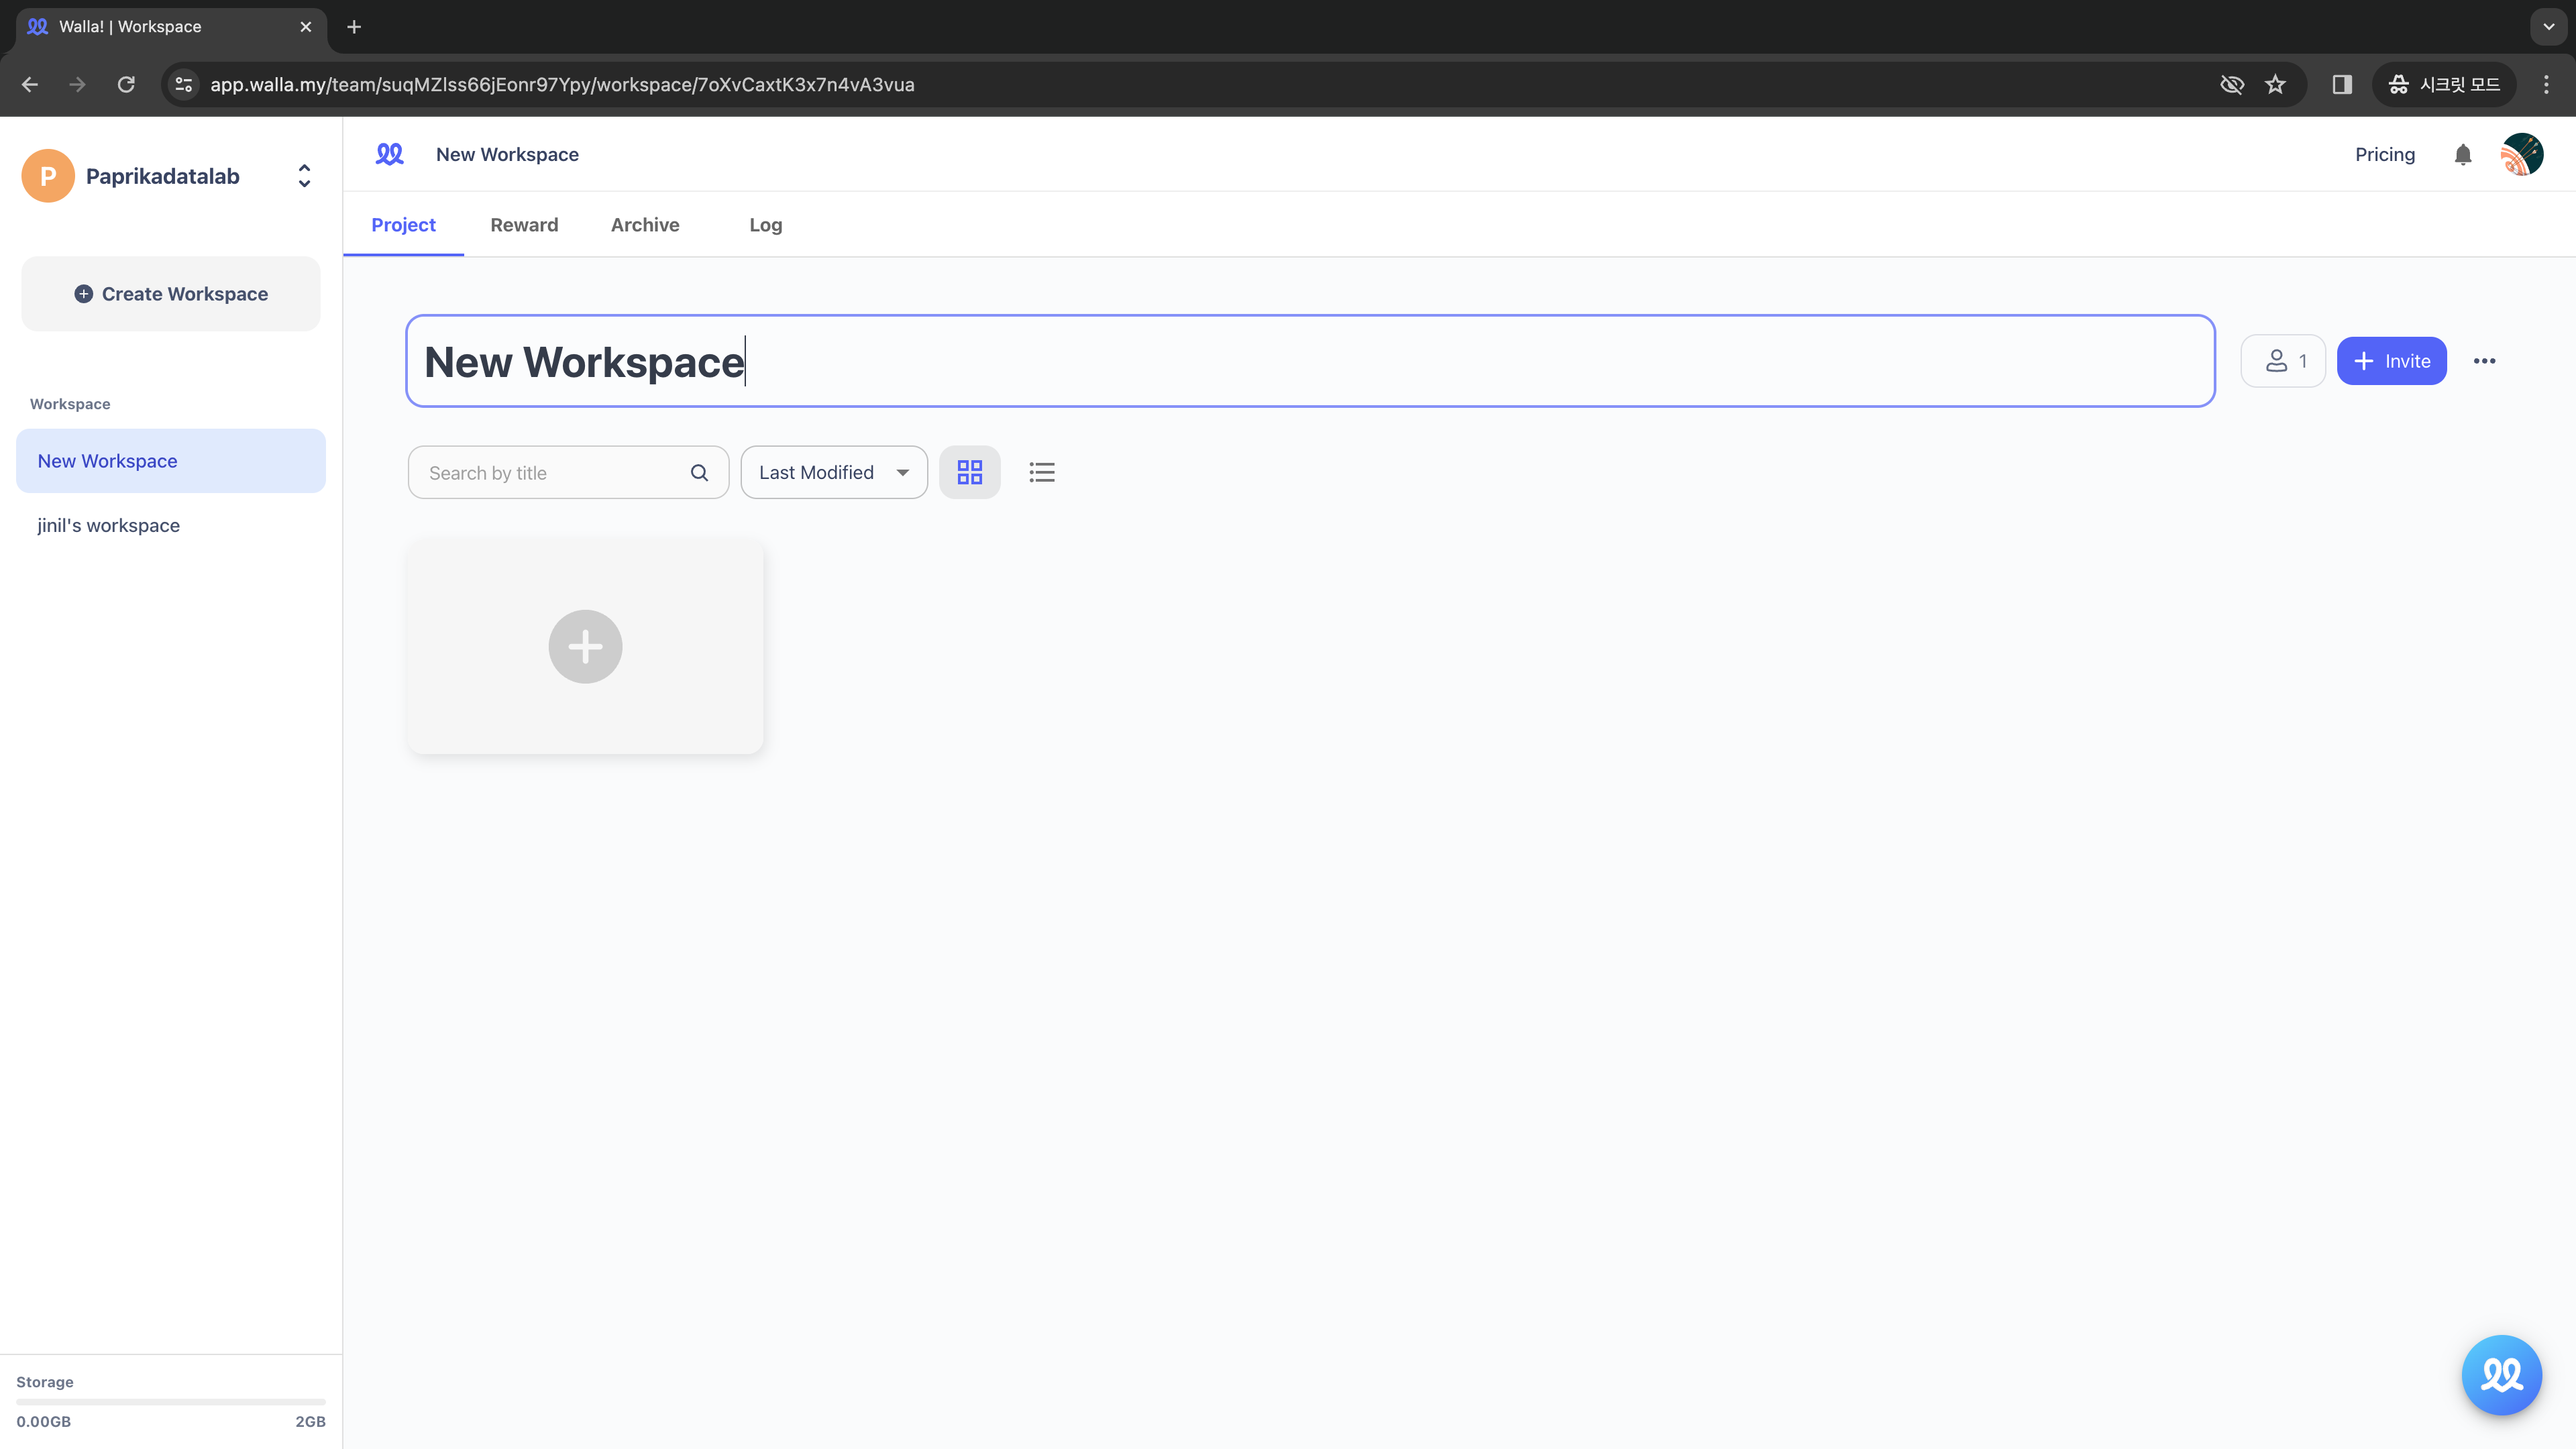 Walla! | Workspace
app.walla.my/team/suqMZlss66jEonr97Ypy/workspace/7oXvCaxtK3x7n4vA3vua
시크릿 모드
P
Paprikadatalab
New Workspace
Pricing
Project
Reward
Archive
Log
Create Workspace
New Workspace
1
Invite
Workspace
New Workspace
jinil's workspace
Search by title
Last Modified
Storage
0.00GB
2GB